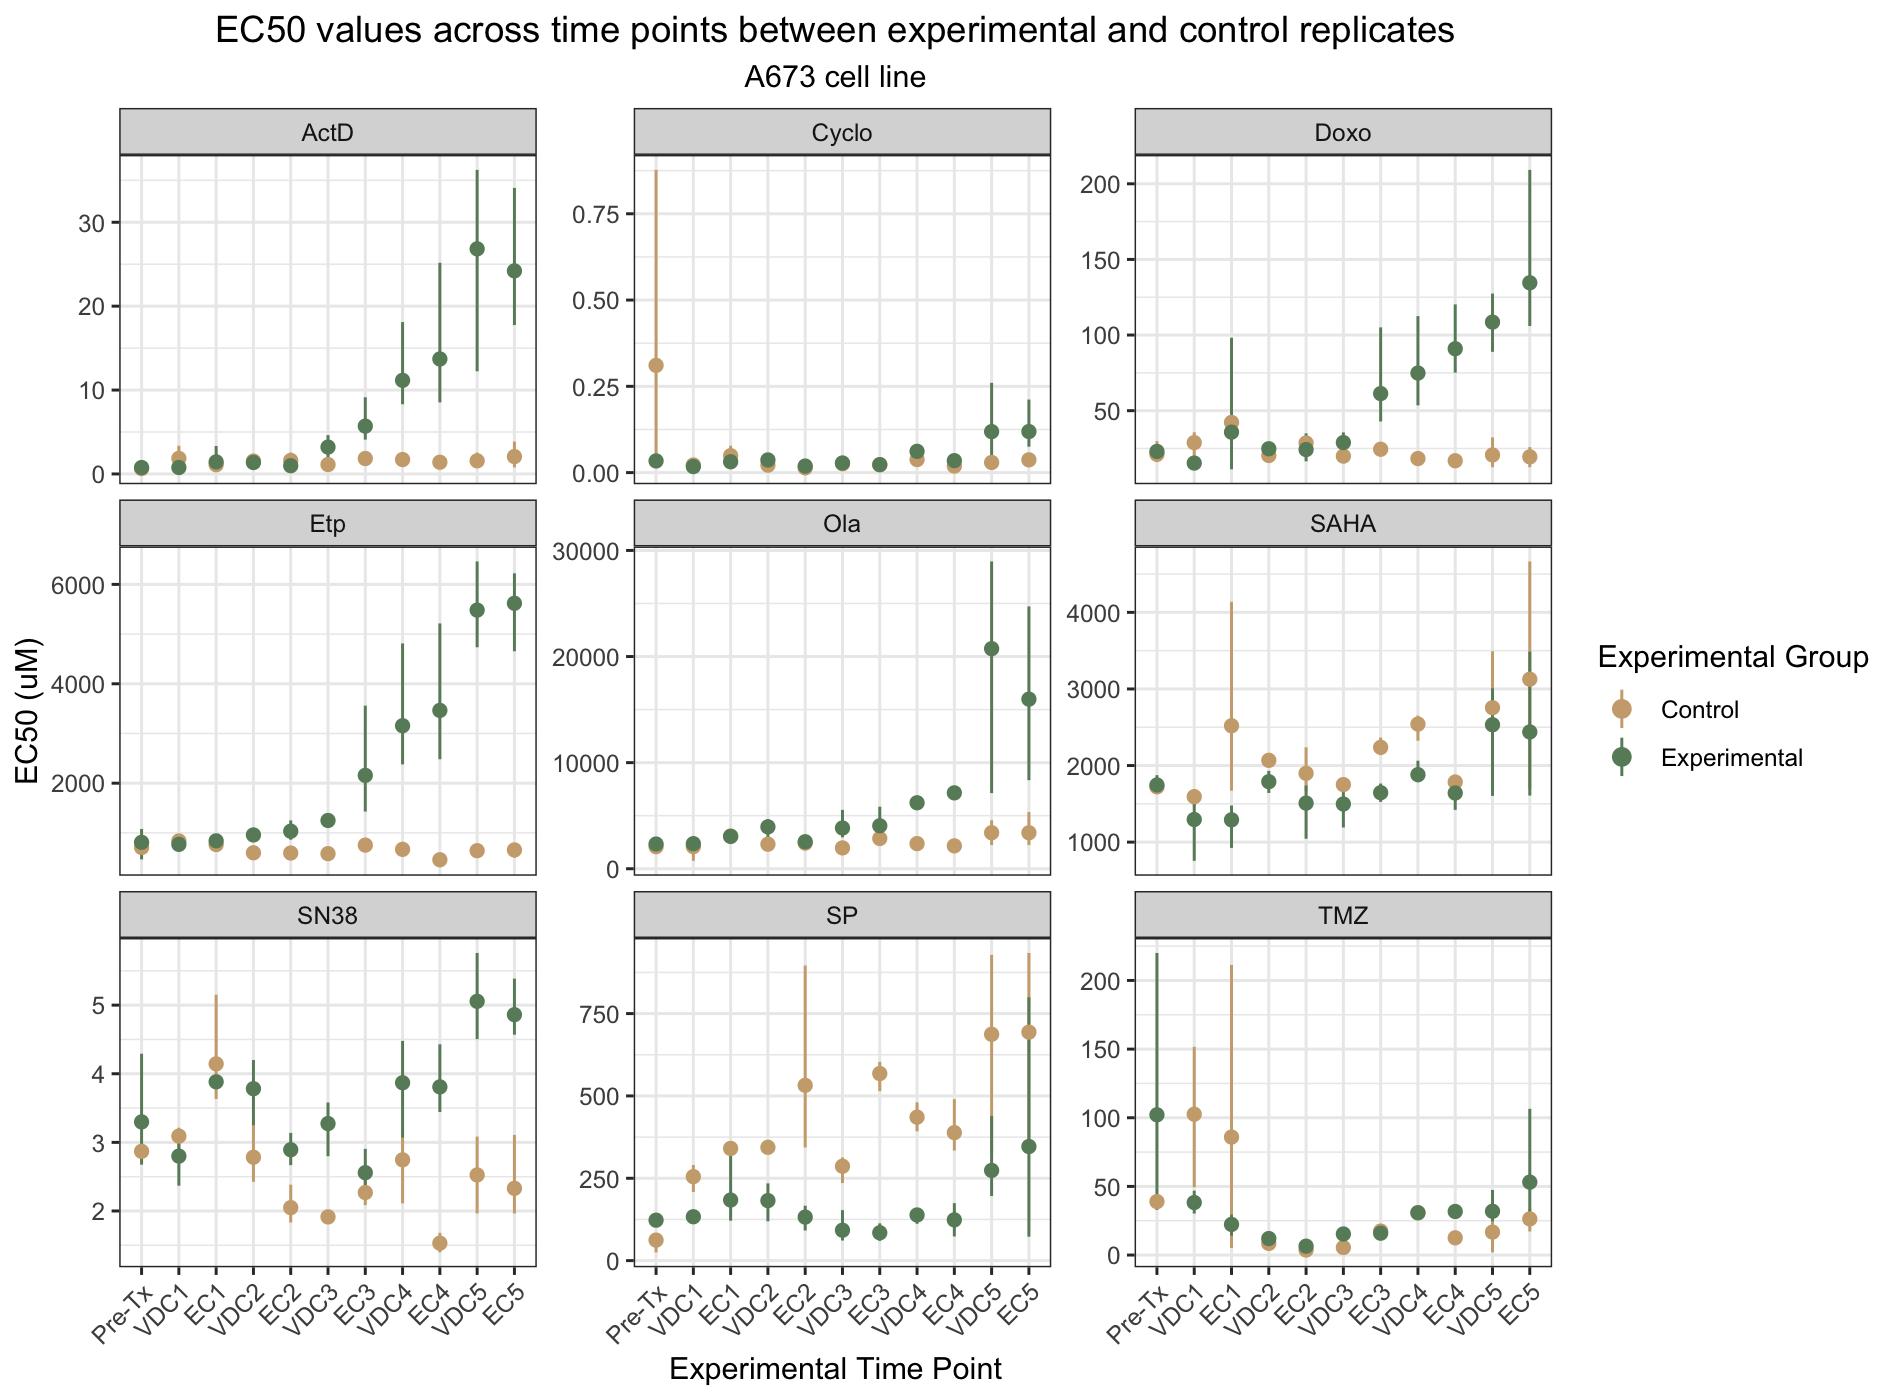 EC50 values across time points between experimental and control replicates
A673 cell line
ActD
Cyclo
Doxo
30
20
10
0
0.75
0.50
0.25
0.00
200
150
100
50
Etp
Ola
SAHA
6000
4000
2000
30000
20000
10000
0
4000
3000
2000
1000
SN38
SP
TMZ
5
4
3
2
750
500
250
0
200
150
100
50
0
Pre-Tx VDC1 EC1 VDC2 EC2 VDC3 EC3 VDC4 EC4 VDC5 EC5
Pre-Tx VDC1 EC1 VDC2 EC2 VDC3 EC3 VDC4 EC4 VDC5 EC5
Pre-Tx VDC1 EC1 VDC2 EC2 VDC3 EC3 VDC4 EC4 VDC5 EC5
Experimental Time Point
EC50 (uM)
Experimental Group
Control
Experimental